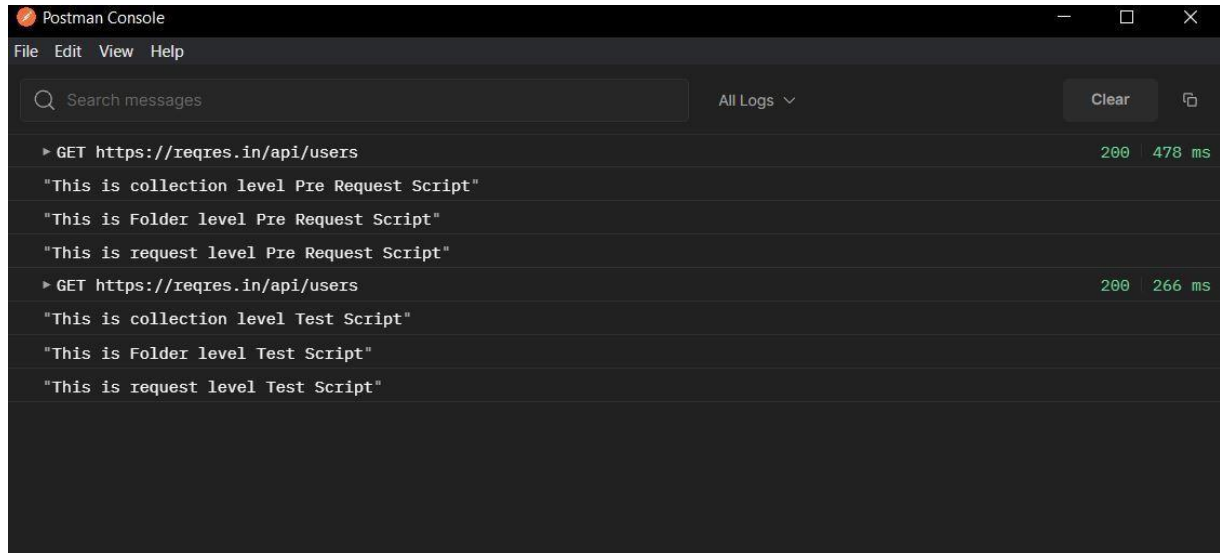 Postman Console
File Edit View Help
Search messages All Logs Clear
GET https://reqres.in/api/users 200 478 ms
"This is collection level Pre Request Script"
"This is Folder level Pre Request Script"
"This is request level Pre Request Script"
GET https://reqres.in/api/users 200 266 ms
"This is collection level Test Script"
"This is Folder level Test Script"
"This is request level Test Script"